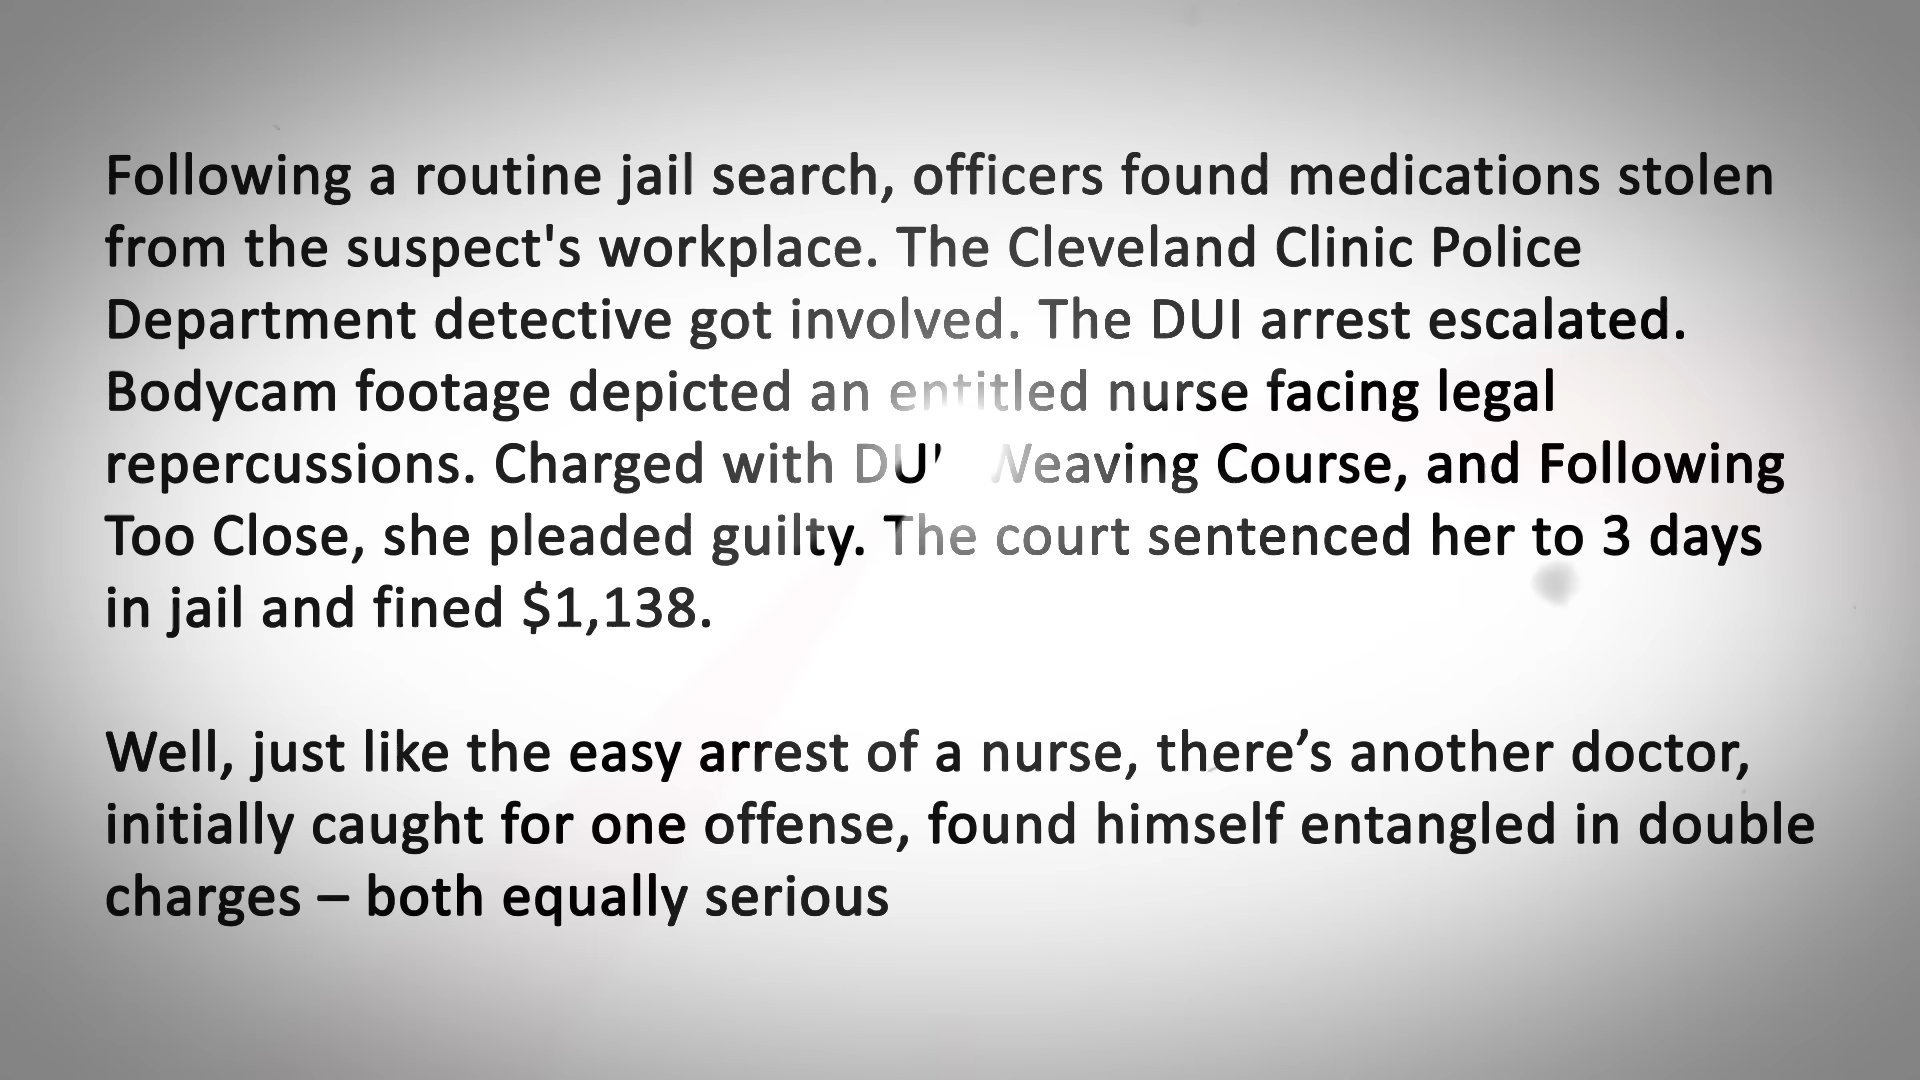 Following a routine jail search, officers found medications stolen
from the suspect's workplace. The Cleveland Clinic Police
Department detective got involved. The DUI arrest escalated.
Bodycam footage depicted an entitled nurse facing legal
repercussions. Charged with DUI Weaving Course, and Following
Too Close, she pleaded guilty. The court sentenced her to 3 days
in jail and fined $1,138.
Well, just like the easy arrest of a nurse, there’s another doctor,
initially caught for one offense, found himself entangled in double
charges – both equally serious